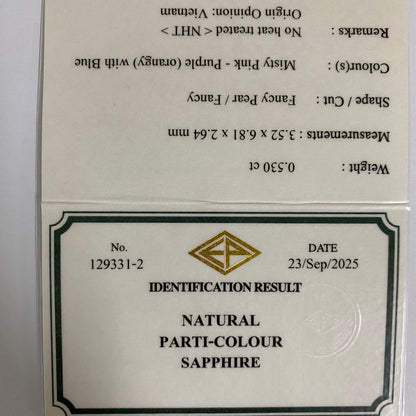 Origin Opinion: Vietnam
Remarks : No heat treated < NHT >
Colour(s) : Misty Pink - Purple (orangy) with Blue
Shape / Cut : Fancy Pear / Fancy
Measurements : 3.52 x 6.81 x 2.64 mm
Weight : 0.530 ct
No. DATE
129331-2 23/Sep/2025
IDENTIFICATION RESULT
NATURAL
PARTI-COLOUR
SAPPHIRE